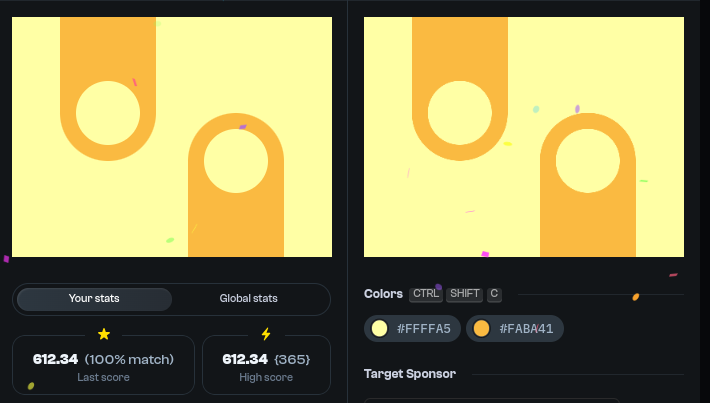 Your stats
Global stats
612.34 (100% match)
Last score
612.34 {365}
High score
Colors CTRL SHIFT C
#FFFFA5
#FABA41
Target Sponsor